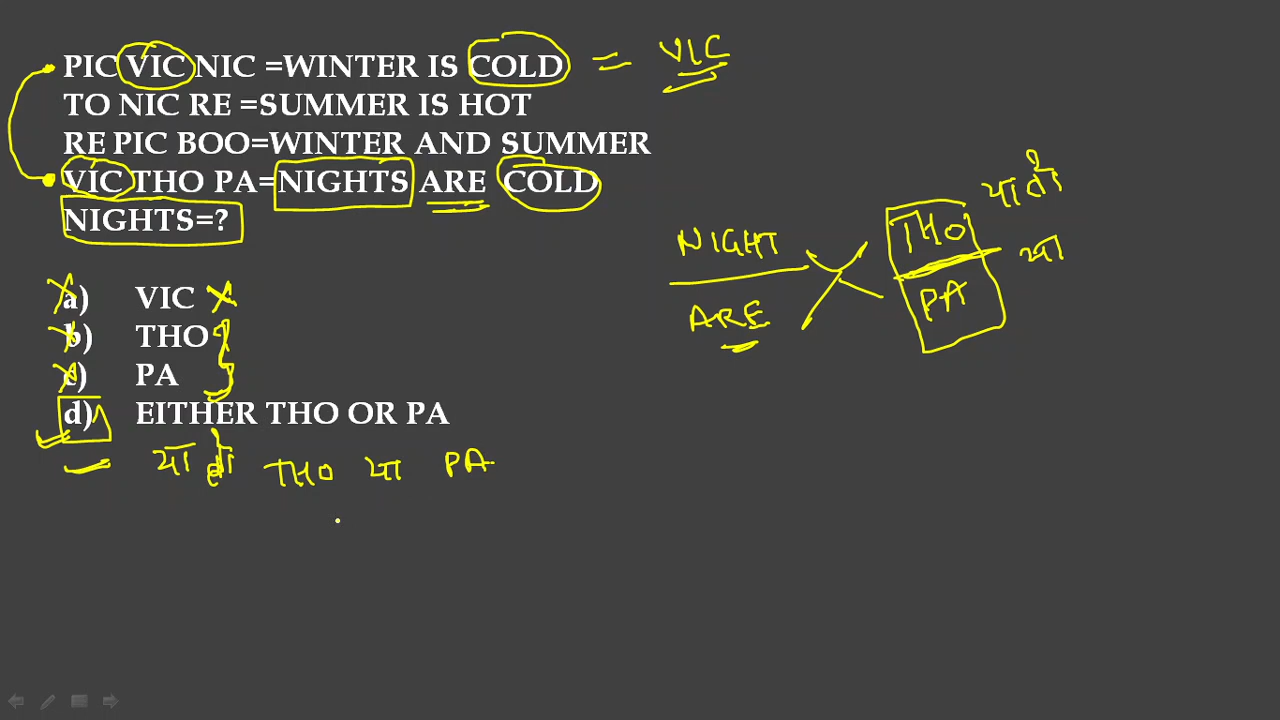 PIC VIC NIC =WINTER IS COLD = VIC
TO NIC RE =SUMMER IS HOT
RE PIC BOO=WINTER AND SUMMER
VIC THO PA=NIGHTS ARE COLD
NIGHTS=?
NIGHT THO या तो
ARE PA या
a) VIC
b) THO
c) PA
d) EITHER THO OR PA
या तो THO या PA